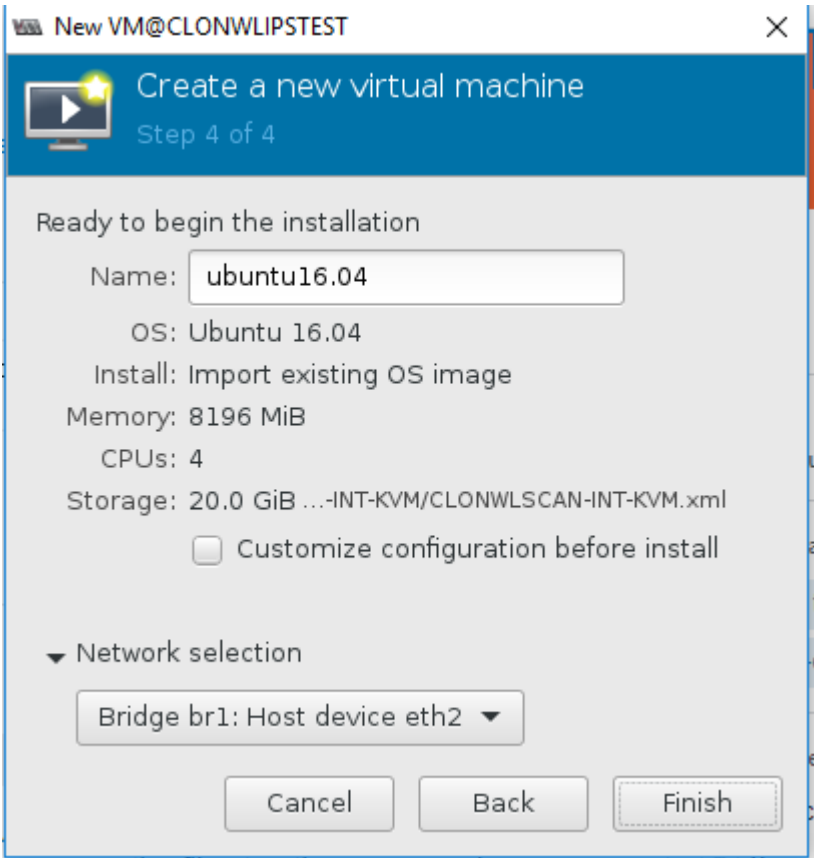 New VM@CLONWLIPSTEST
Create a new virtual machine
Step 4 of 4
Ready to begin the installation
Name: ubuntu16.04
OS: Ubuntu 16.04
Install: Import existing OS image
Memory: 8196 MiB
CPUs: 4
Storage: 20.0 GiB ...-INT-KVM/CLONWLSCAN-INT-KVM.xml
Customize configuration before install
Network selection
Bridge br1: Host device eth2
Cancel Back Finish